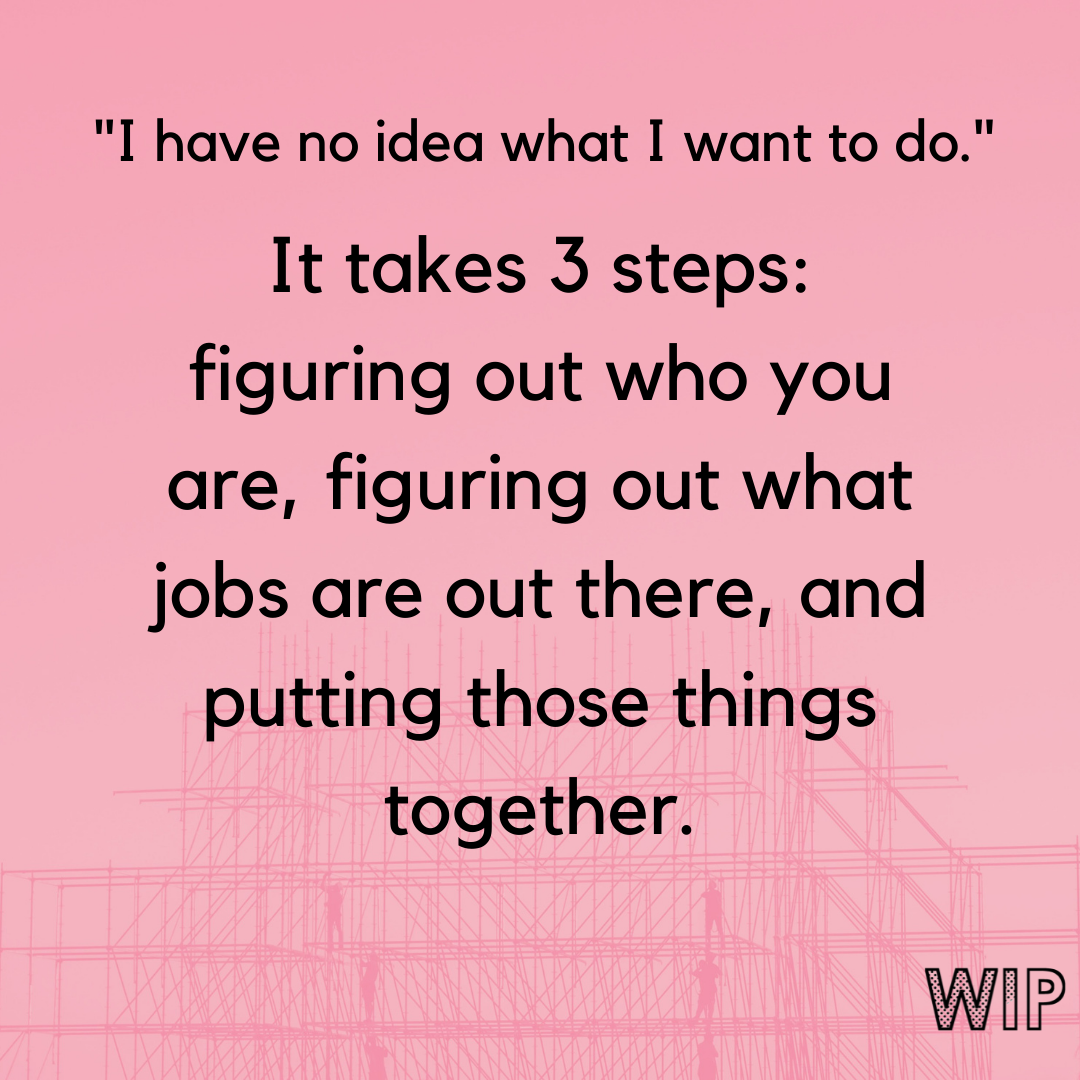 "I have no idea what I want to do."
It takes 3 steps:
figuring out who you
are, figuring out what
jobs are out there, and
putting those things
together.
WIP